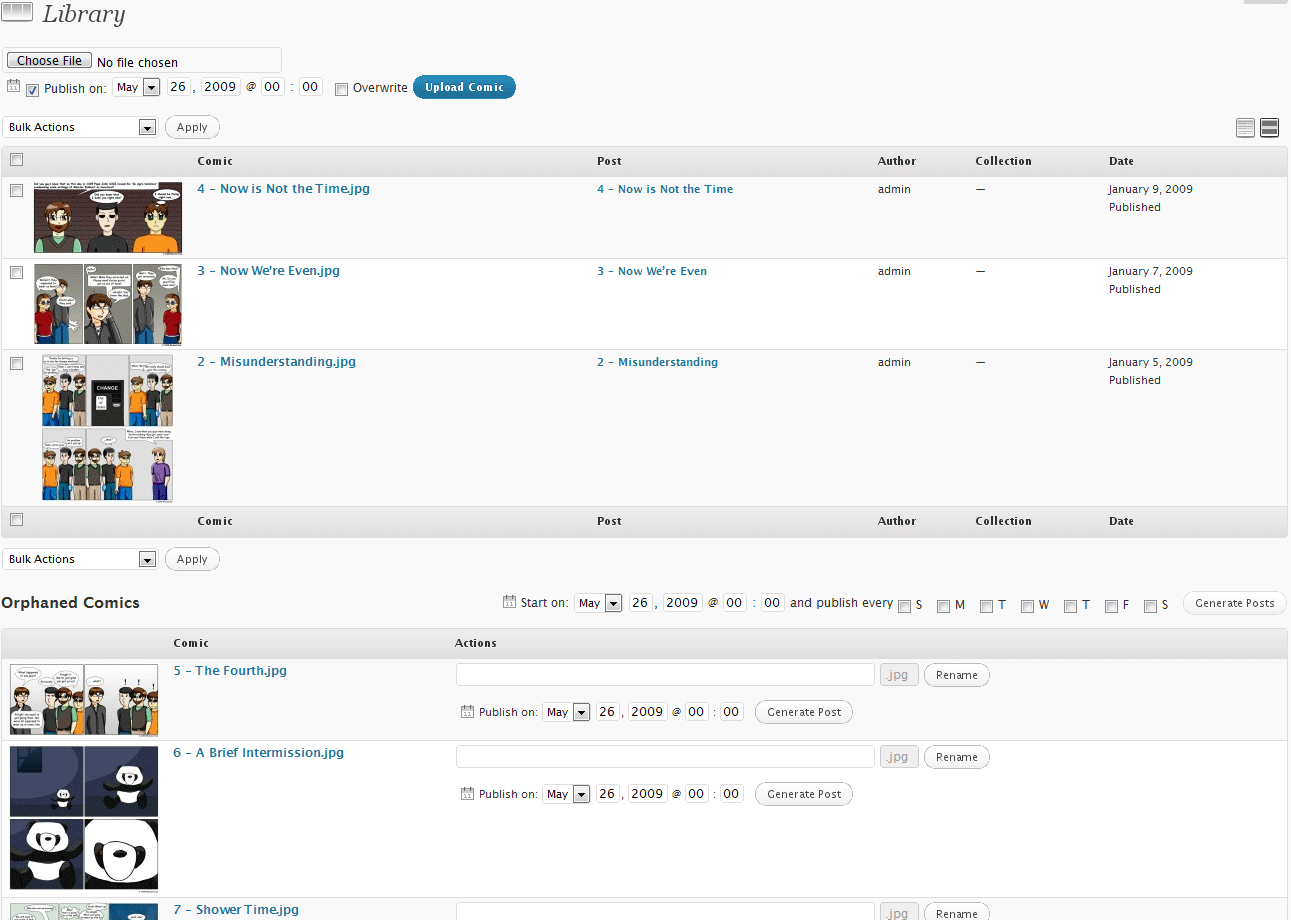 Library
Choose File No file chosen
Publish on: May 26 , 2009 @ 00 : 00 Overwrite Upload Comic
Bulk Actions Apply
Comic Post Author Collection Date
4 - Now is Not the Time.jpg 4 - Now is Not the Time admin — January 9, 2009
Published
3 - Now We're Even.jpg 3 - Now We’re Even admin — January 7, 2009
Published
2 - Misunderstanding.jpg 2 - Misunderstanding admin — January 5, 2009
Published
CHANGE
Out of Order
Comic Post Author Collection Date
Bulk Actions Apply
Orphaned Comics Start on: May 26 , 2009 @ 00 : 00 and publish every S M T W T F S Generate Posts
Comic Actions
5 - The Fourth.jpg .jpg Rename
Publish on: May 26 , 2009 @ 00 : 00 Generate Post
6 - A Brief Intermission.jpg .jpg Rename
Publish on: May 26 , 2009 @ 00 : 00 Generate Post
7 - Shower Time.jpg .jpg Rename